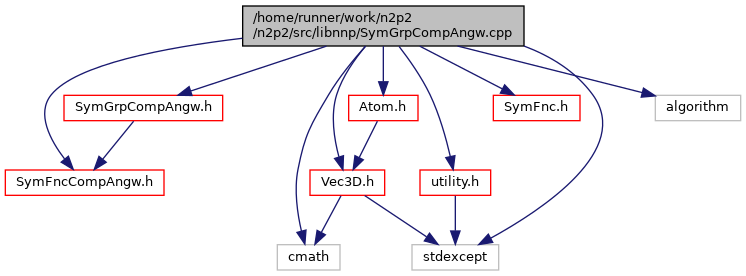 /home/runner/work/n2p2
/n2p2/src/libnnp/SymGrpCompAngw.cpp
SymGrpCompAngw.h
Atom.h
SymFnc.h
algorithm
SymFncCompAngw.h
Vec3D.h
utility.h
cmath
stdexcept